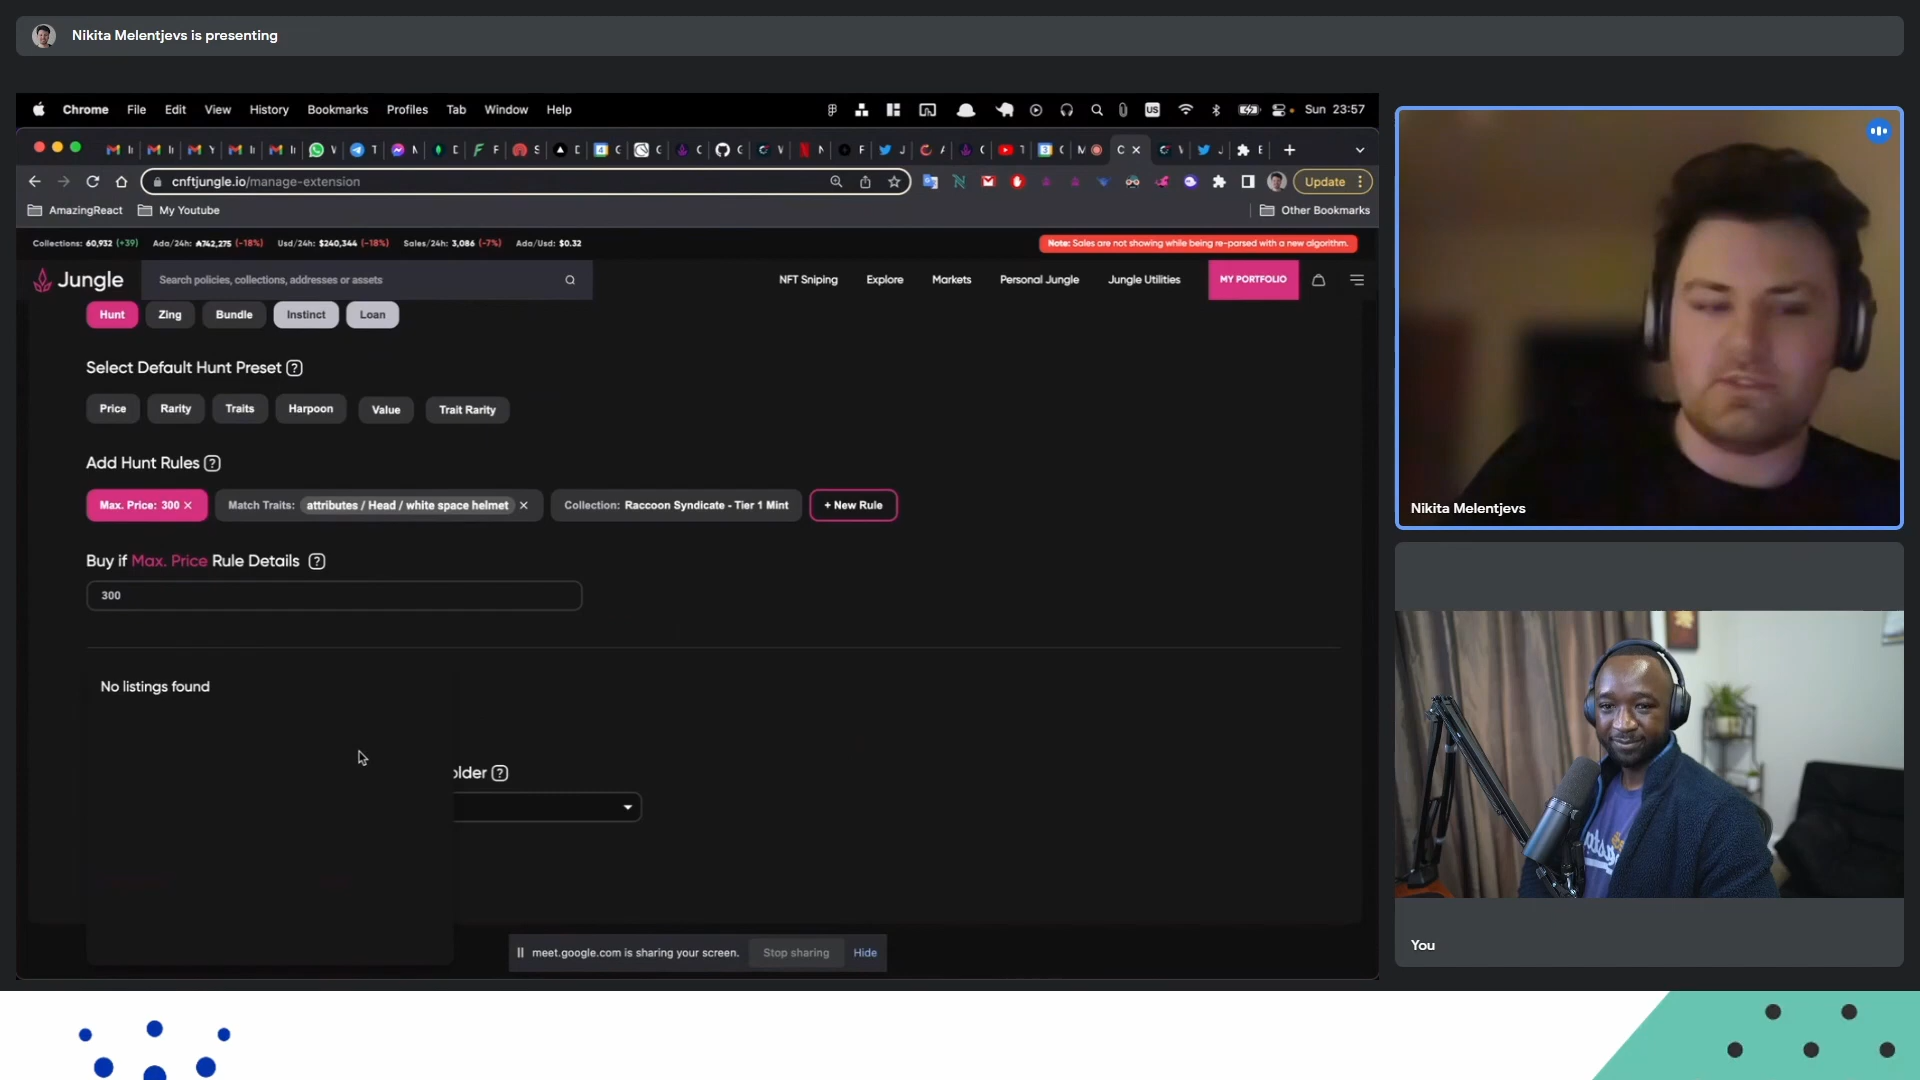 Nikita Melentjevs is presenting
Chrome File Edit View History Bookmarks Profiles Tab Window Help
US
Sun 23:57
cnftjungle.io/manage-extension
Update
AmazingReact My Youtube
Other Bookmarks
Collections: 60,932 (+39) Ada/24h: ₳742,275 (-18%) Usd/24h: $240,344 (-18%) Sales/24h: 3,086 (-7%) Ada/Usd: $0.32
Note: Sales are not showing while being re-parsed with a new algorithm.
Jungle
Search policies, collections, addresses or assets
NFT Sniping Explore Markets Personal Jungle Jungle Utilities MY PORTFOLIO
Hunt Zing Bundle Instinct Loan
Select Default Hunt Preset ?
Price Rarity Traits Harpoon Value Trait Rarity
Add Hunt Rules ?
Max. Price: 300 × Match Traits: attributes / Head / white space helmet × Collection: Raccoon Syndicate - Tier 1 Mint + New Rule
Buy if Max. Price Rule Details ?
300
No listings found
older ?
meet.google.com is sharing your screen. Stop sharing Hide
Nikita Melentjevs
You